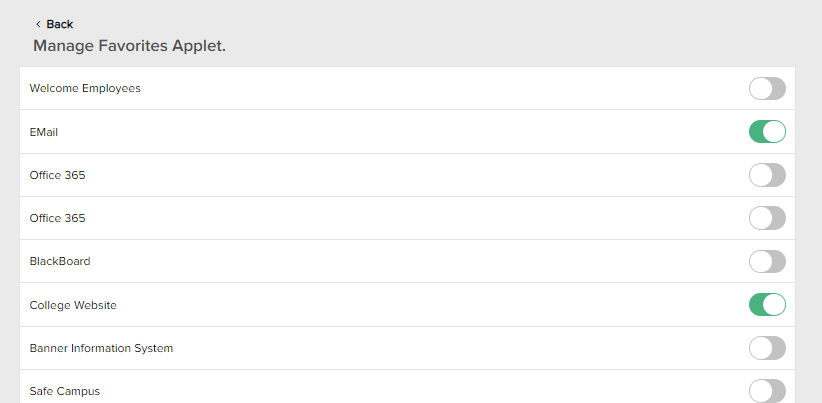 Back
Manage Favorites Applet.
Welcome Employees
EMail
Office 365
Office 365
BlackBoard
College Website
Banner Information System
Safe Campus